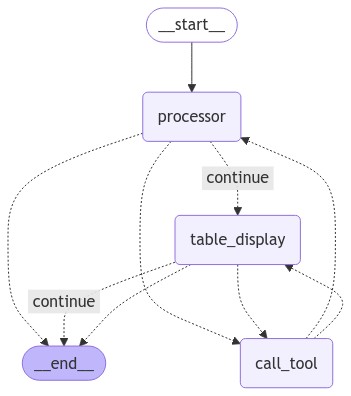 __start__
processor
continue
table_display
continue
__end__
call_tool